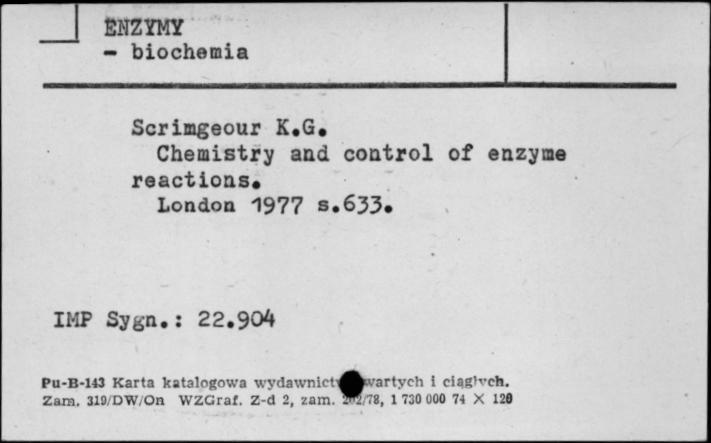 ENZYMY
- biochemia
Scrimgeour K.G.
Chemistry and control of enzyme
reactions.
London 1977 s.633.
IMP Sygn.: 22.904
Pu-B-143 Karta katalogowa wydawnictw zwartych i ciągłych.
Zam. 319/DW/On WZGraf. Z-d 2, zam. 202/78, 1 730 000 74 × 120